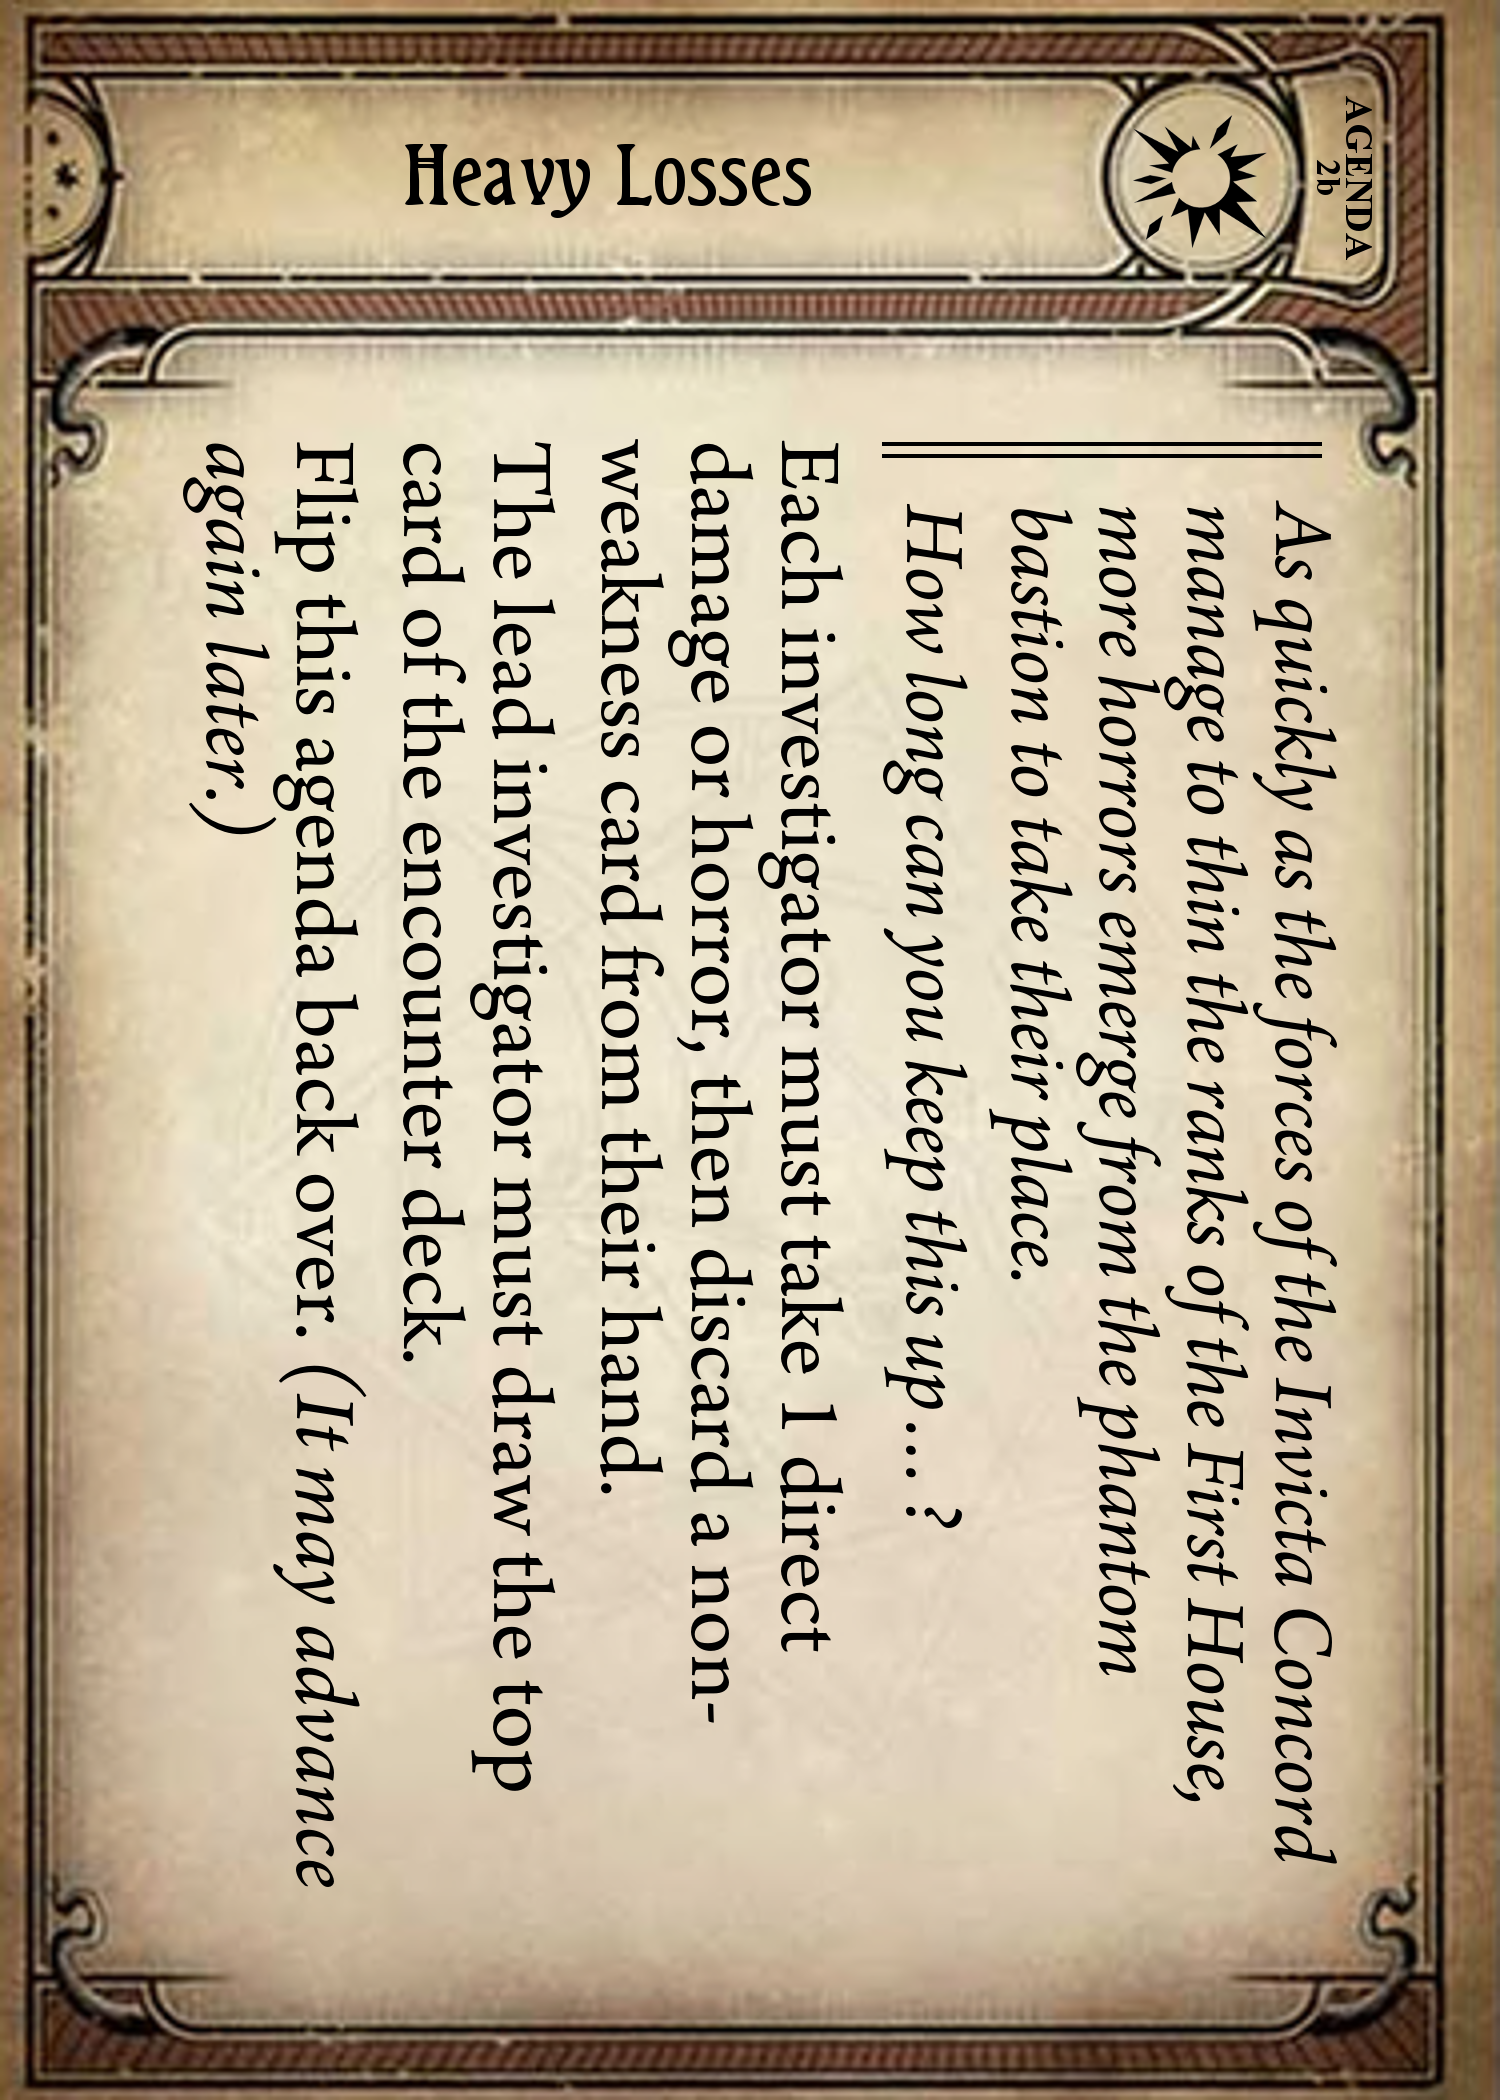 AGENDA
2b
Heavy Losses
As quickly as the forces of the Invicta Concord
manage to thin the ranks of the First House,
more horrors emerge from the phantom
bastion to take their place.
How long can you keep this up… ?
Each investigator must take 1 direct
damage or horror, then discard a non-
weakness card from their hand.
The lead investigator must draw the top
card of the encounter deck.
Flip this agenda back over. (It may advance
again later.)